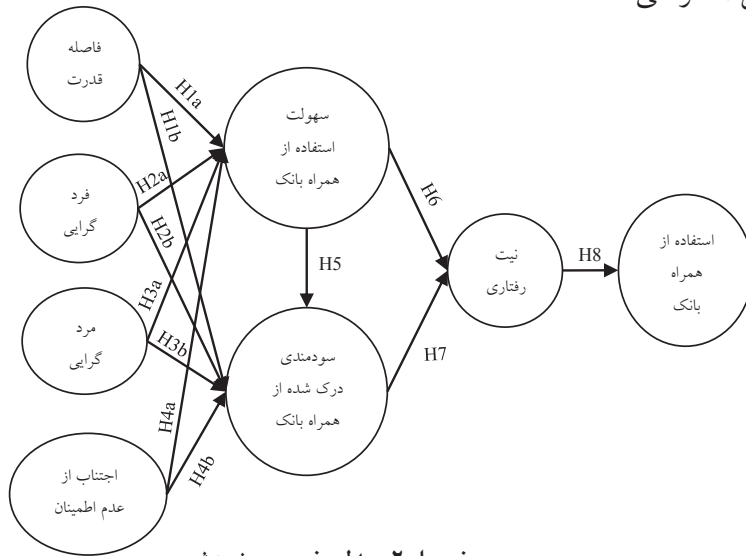 فاصله
قدرت
H1a
H1b
سهولت
استفاده از
همراه بانک
H2a
فرد
گرایی
H2b
H6
نیت
رفتاری
H8
استفاده از
همراه
بانک
H5
H3a
مرد
گرایی
H3b
سودمندی
درک شده از
همراه بانک
H7
H4a
H4b
اجتناب از
عدم اطمینان